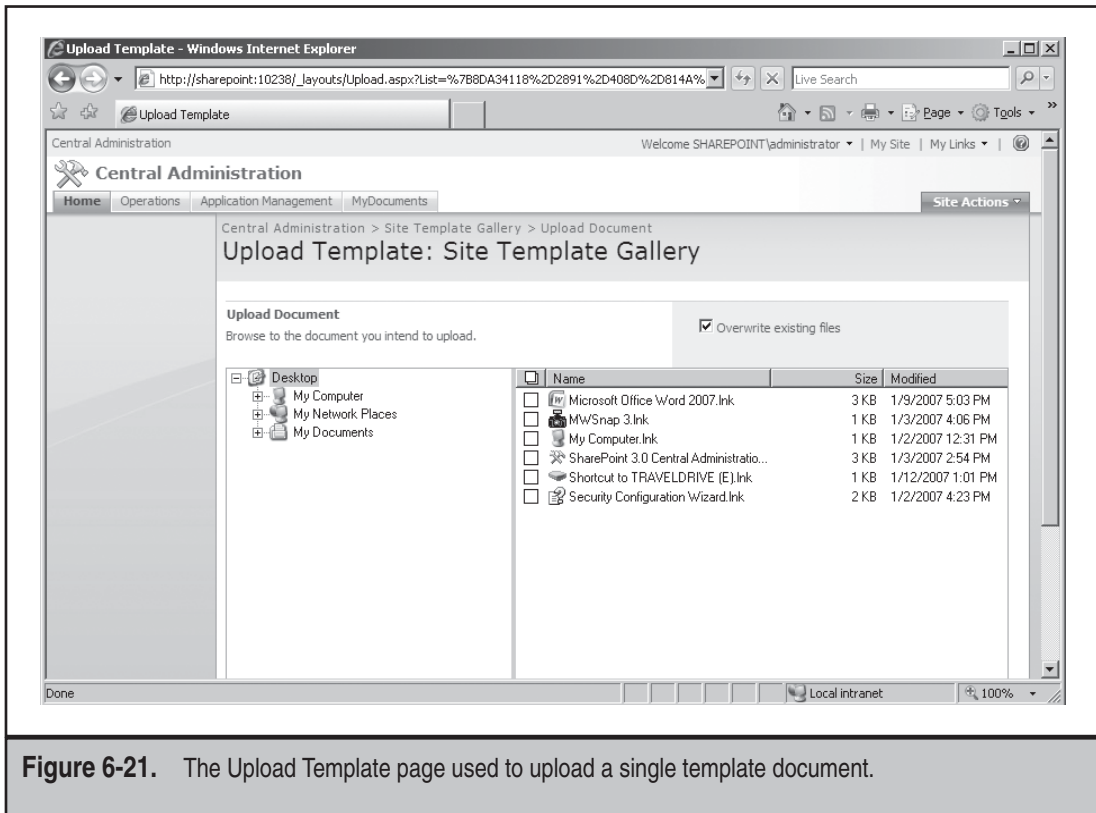 Upload Template - Windows Internet Explorer
http://sharepoint:10238/_layouts/Upload.aspx?List=%7B8DA34118%2D2891%2D408D%2D814A%
Live Search
Upload Template
Page
Tools
Central Administration
Welcome SHAREPOINT\administrator | My Site | My Links |
Central Administration
Home Operations Application Management MyDocuments
Site Actions
Central Administration > Site Template Gallery > Upload Document
Upload Template: Site Template Gallery
Upload Document
Browse to the document you intend to upload.
Overwrite existing files
Desktop
My Computer
My Network Places
My Documents
Name Size Modified
Microsoft Office Word 2007.lnk 3 KB 1/9/2007 5:03 PM
MWSnap 3.lnk 1 KB 1/3/2007 4:06 PM
My Computer.lnk 1 KB 1/2/2007 12:31 PM
SharePoint 3.0 Central Administratio... 3 KB 1/3/2007 2:54 PM
Shortcut to TRAVELDRIVE (E).lnk 1 KB 1/12/2007 1:01 PM
Security Configuration Wizard.lnk 2 KB 1/2/2007 4:23 PM
Done
Local intranet
100%
Figure 6-21. The Upload Template page used to upload a single template document.